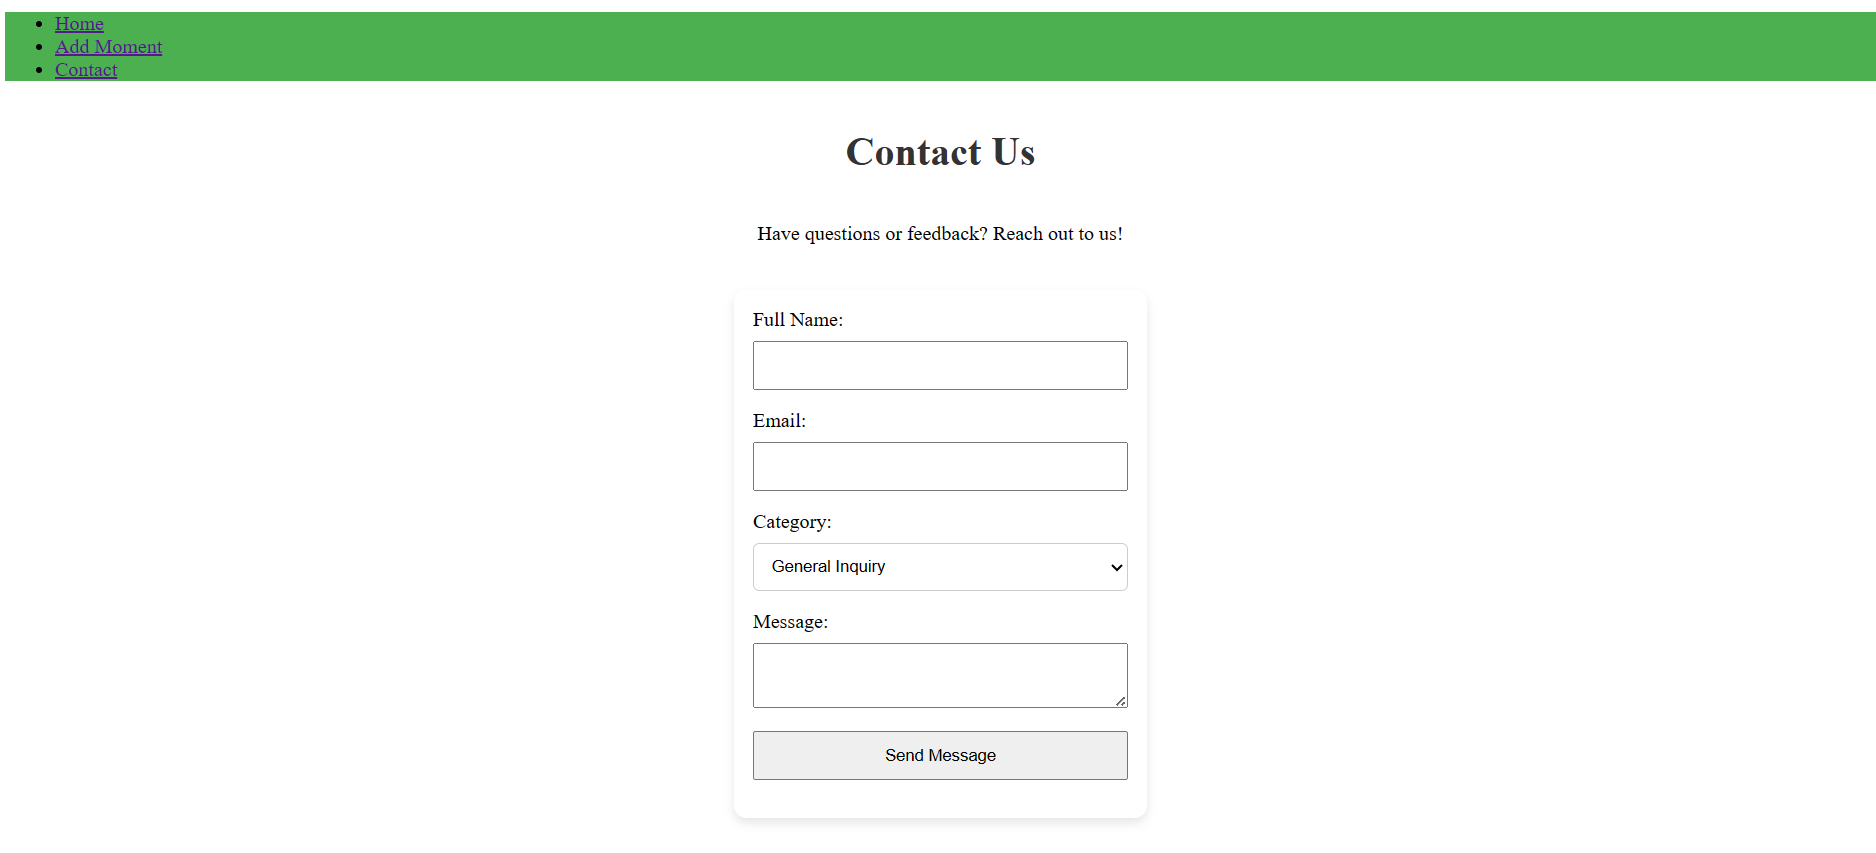 Home
Add Moment
Contact
Contact Us
Have questions or feedback? Reach out to us!
Full Name:
Email:
Category:
General Inquiry
Message:
Send Message